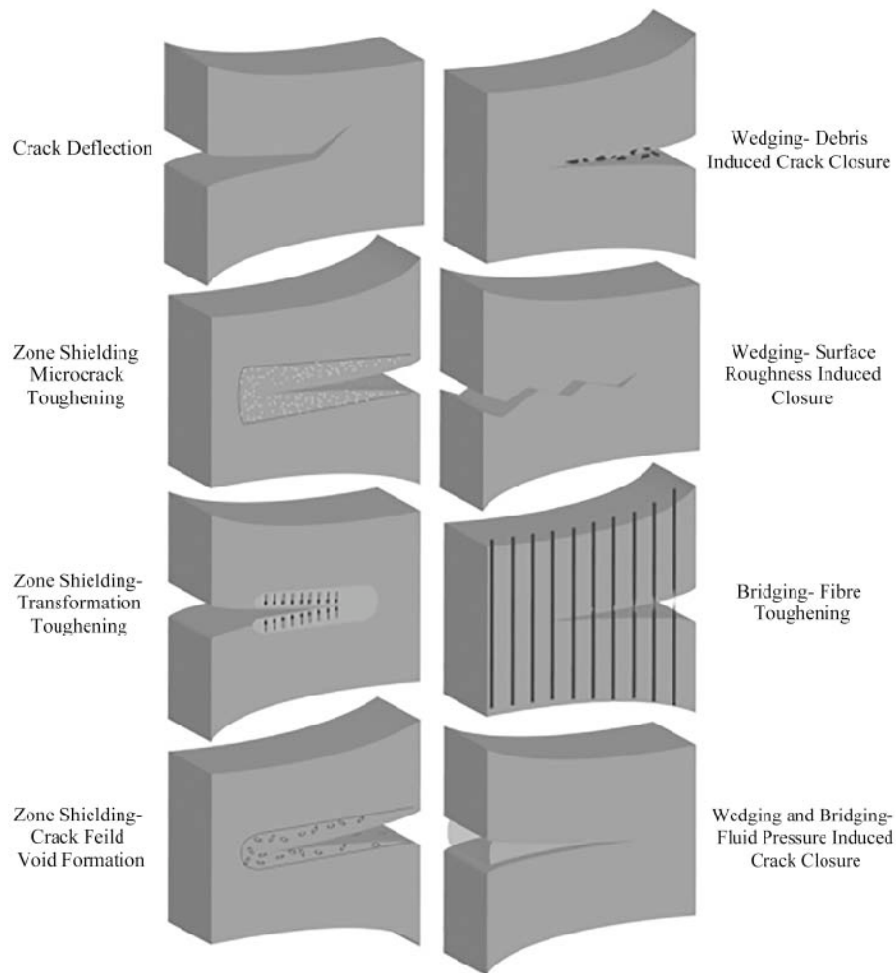 Crack Deflection
Wedging- Debris
Induced Crack Closure
Zone Shielding
Microcrack
Toughening
Wedging- Surface
Roughness Induced
Closure
Zone Shielding-
Transformation
Toughening
Bridging- Fibre
Toughening
Zone Shielding-
Crack Feild
Void Formation
Wedging and Bridging-
Fluid Pressure Induced
Crack Closure